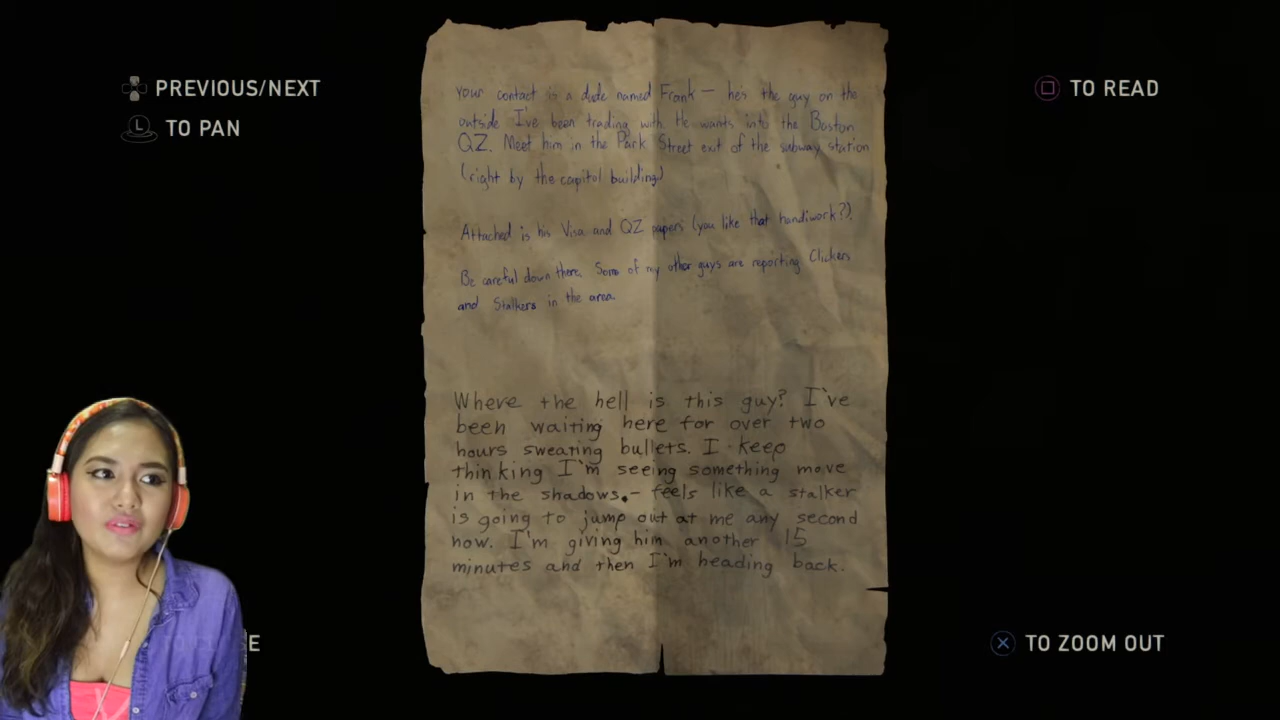 PREVIOUS/NEXT
L TO PAN
TO READ
Your contact is a dude named Frank — he's the guy on the
outside I've been trading with. He wants into the Boston
QZ. Meet him in the Park Street exit of the subway station
(right by the capitol building)
Attached is his Visa and QZ papers (you like that handiwork?).
Be careful down there. Some of my other guys are reporting Clickers
and Stalkers in the area.
Where the hell is this guy? I've
been waiting here for over two
hours sweating bullets. I keep
thinking I'm seeing something move
in the shadows. - feels like a stalker
is going to jump out at me any second
now. I'm giving him another 15
minutes and then I'm heading back.
TO ZOOM OUT